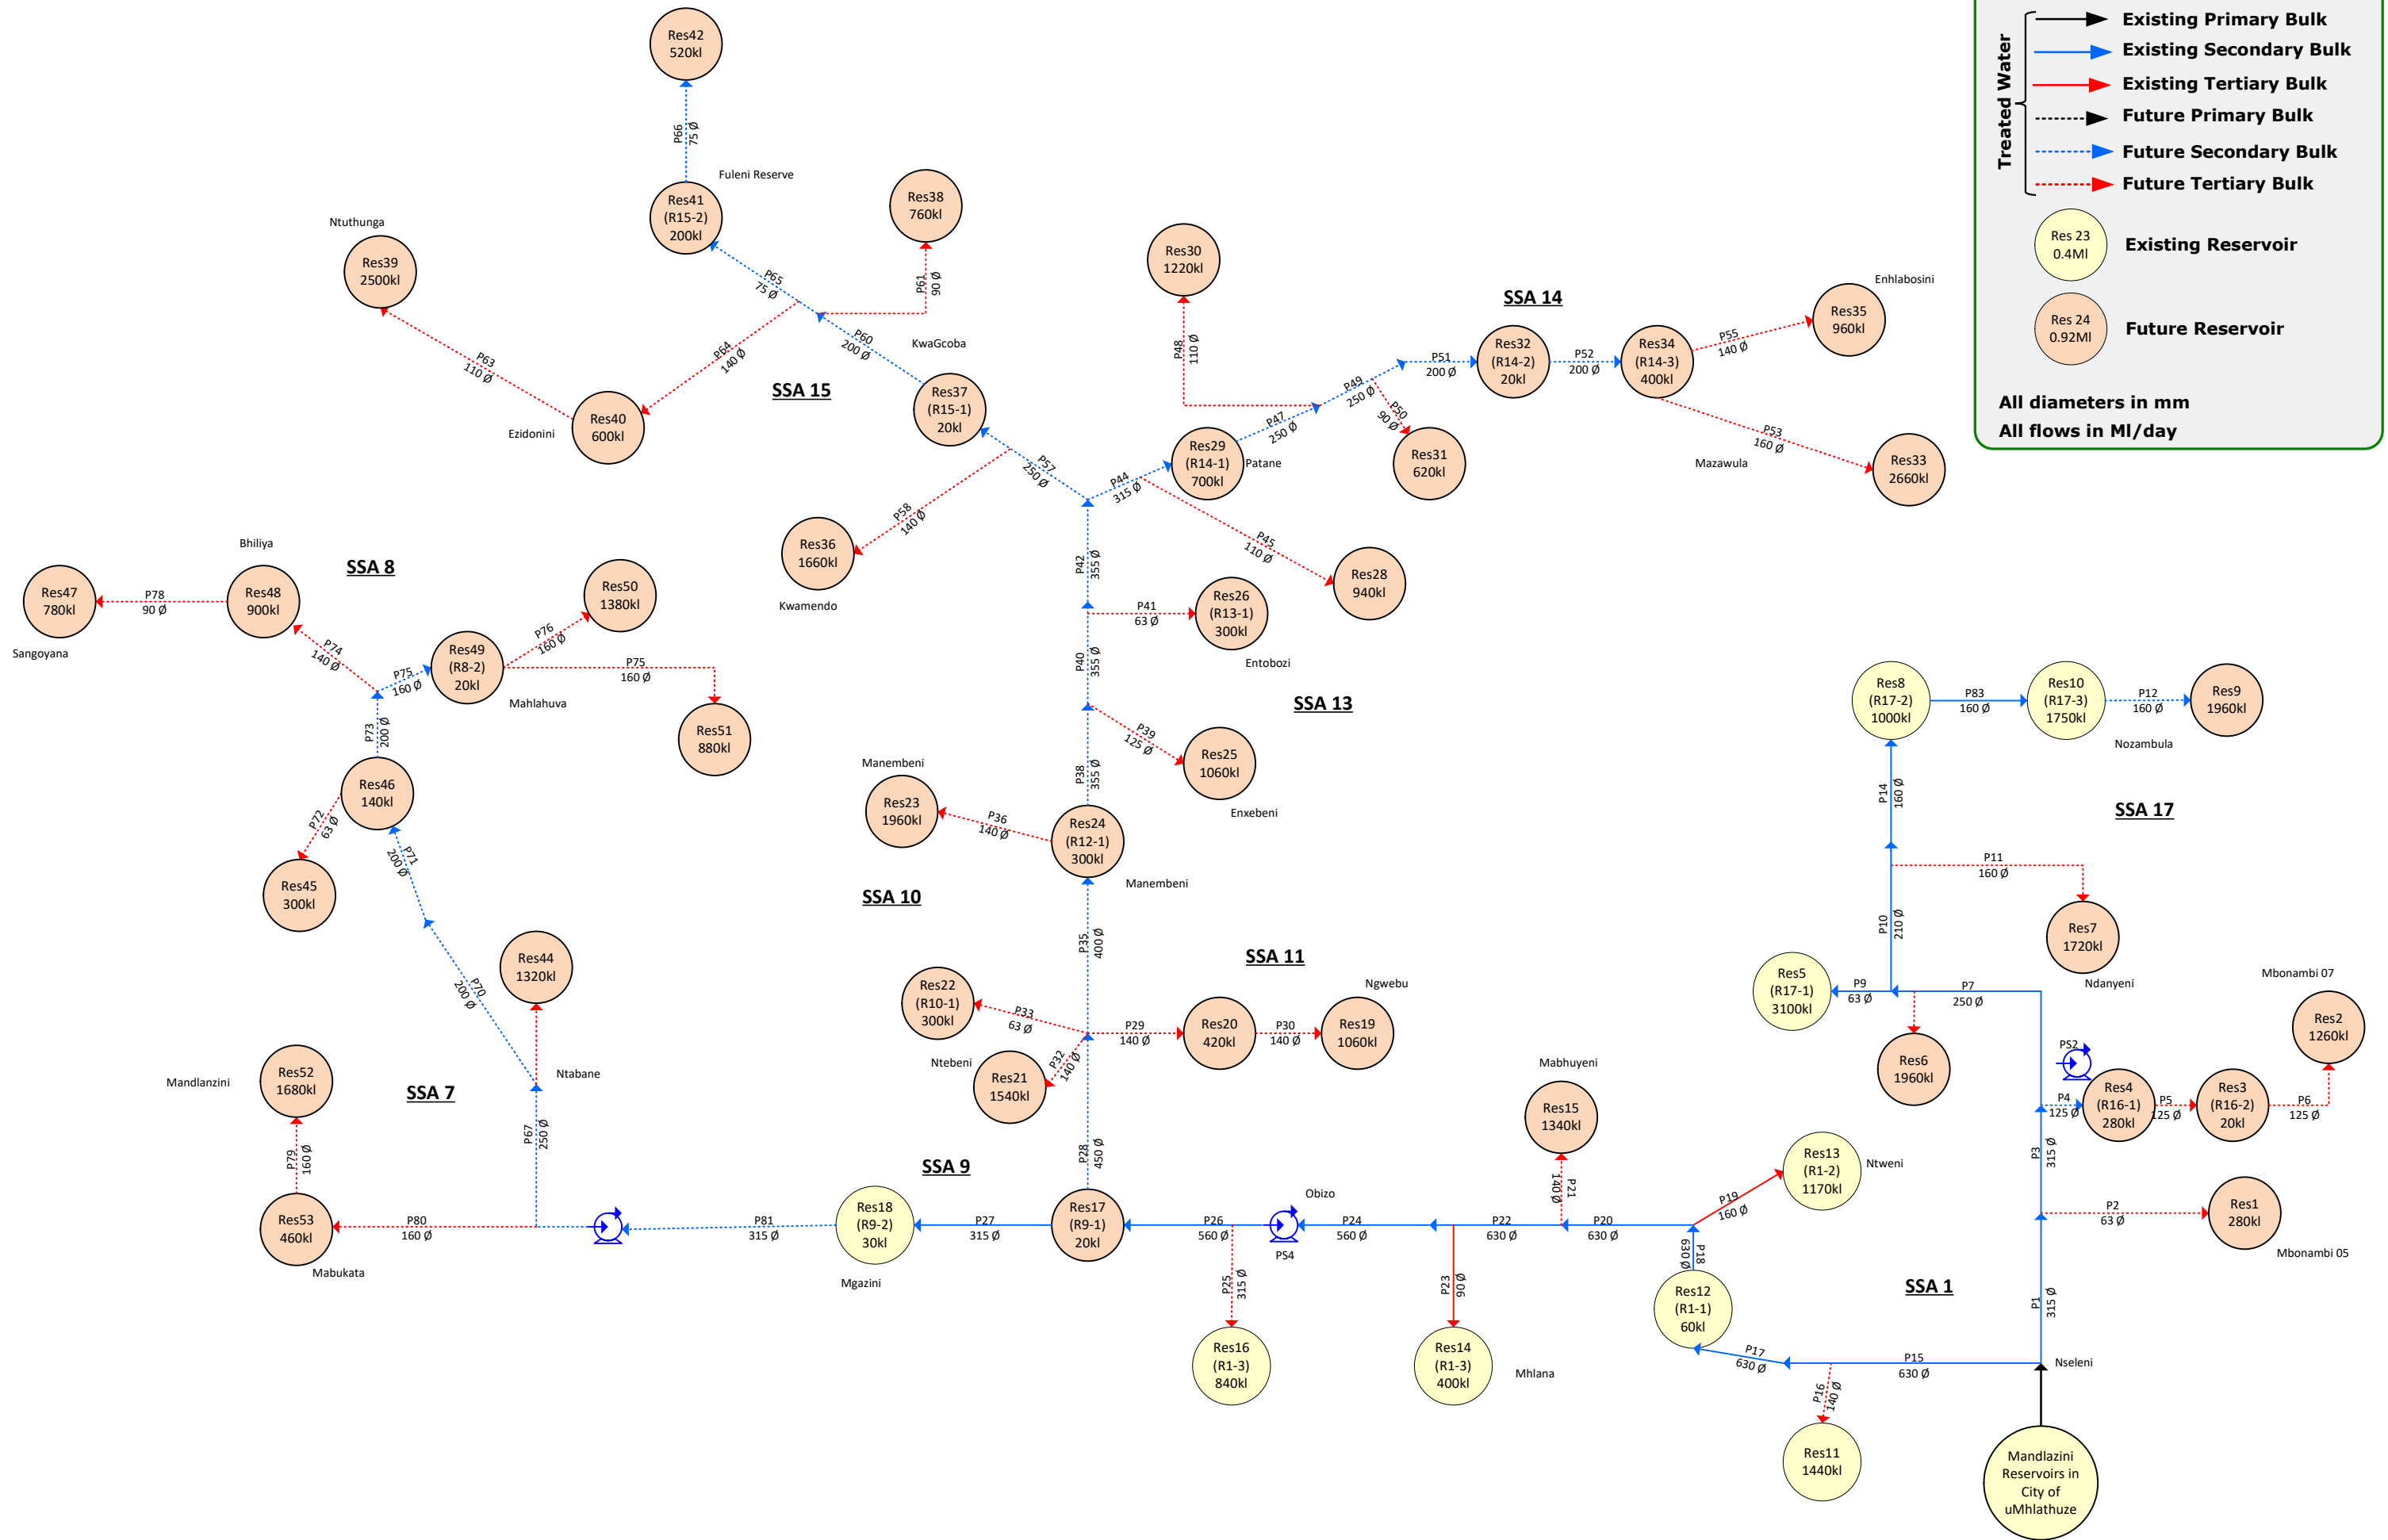 Existing Primary Bulk
Existing Secondary Bulk
Existing Tertiary Bulk
Future Primary Bulk
Future Secondary Bulk
Future Tertiary Bulk
Treated Water
Res 23
0.4Ml
Existing Reservoir
Res 24
0.92Ml
Future Reservoir
All diameters in mm
All flows in Ml/day
Res42
520kl
P66
75 Ø
Fuleni Reserve
Res41
(R15-2)
200kl
Res38
760kl
P61
90 Ø
Ntuthunga
Res39
2500kl
P65
75 Ø
P60
200 Ø
P64
140 Ø
P63
110 Ø
KwaGcoba
SSA 15
Res37
(R15-1)
20kl
Res40
600kl
Ezidonini
P57
250 Ø
P58
140 Ø
Res36
1660kl
Kwamendo
Res30
1220kl
P48
110 Ø
SSA 14
Res32
(R14-2)
20kl
Res34
(R14-3)
400kl
Enhlabosini
Res35
960kl
P55
140 Ø
P51
200 Ø
P52
200 Ø
P49
250 Ø
P50
90 Ø
P47
250 Ø
Res29
(R14-1)
700kl
Patane
Res31
620kl
P53
160 Ø
Mazawula
Res33
2660kl
P44
315 Ø
P45
110 Ø
Res28
940kl
P42
355 Ø
P41
63 Ø
Res26
(R13-1)
300kl
Entobozi
P40
355 Ø
SSA 13
P39
125 Ø
Res25
1060kl
Enxebeni
P38
355 Ø
Manembeni
Res23
1960kl
P36
140 Ø
Res24
(R12-1)
300kl
Manembeni
SSA 10
P35
400 Ø
SSA 11
Res22
(R10-1)
300kl
P33
63 Ø
P29
140 Ø
Res20
420kl
P30
140 Ø
Ngwebu
Res19
1060kl
Ntebeni
P32
140 Ø
Res21
1540kl
P28
450 Ø
SSA 9
Bhiliya
SSA 8
Res47
780kl
P78
90 Ø
Res48
900kl
Sangoyana
Res50
1380kl
P76
160 Ø
P74
140 Ø
P75
160 Ø
Res49
(R8-2)
20kl
P75
160 Ø
Mahlahuva
Res51
880kl
P73
200 Ø
Res46
140kl
P72
63 Ø
P71
200 Ø
Res45
300kl
Res44
1320kl
P70
200 Ø
Ntabane
Mandlanzini
Res52
1680kl
SSA 7
P67
250 Ø
P79
160 Ø
Res53
460kl
Mabukata
P80
160 Ø
P81
315 Ø
Res18
(R9-2)
30kl
Mgazini
P27
315 Ø
Res17
(R9-1)
20kl
P26
560 Ø
Obizo
PS4
P24
560 Ø
P25
315 Ø
Res16
(R1-3)
840kl
P22
630 Ø
P23
90 Ø
Res14
(R1-3)
400kl
Mhlana
Mabhuyeni
Res15
1340kl
P21
140 Ø
P20
630 Ø
P19
160 Ø
Res13
(R1-2)
1170kl
Ntweni
P18
630 Ø
Res12
(R1-1)
60kl
SSA 1
P17
630 Ø
P15
630 Ø
P16
140 Ø
Res11
1440kl
Nseleni
Mandlazini
Reservoirs in
City of
uMhlathuze
P1
315 Ø
P2
63 Ø
Res1
280kl
Mbonambi 05
P3
315 Ø
PS2
P4
125 Ø
Res4
(R16-1)
280kl
P5
125 Ø
Res3
(R16-2)
20kl
P6
125 Ø
Mbonambi 07
Res2
1260kl
Res8
(R17-2)
1000kl
P83
160 Ø
Res10
(R17-3)
1750kl
P12
160 Ø
Res9
1960kl
Nozambula
P14
160 Ø
SSA 17
P11
160 Ø
P10
210 Ø
Res7
1720kl
Ndanyeni
Res5
(R17-1)
3100kl
P9
63 Ø
P7
250 Ø
Res6
1960kl